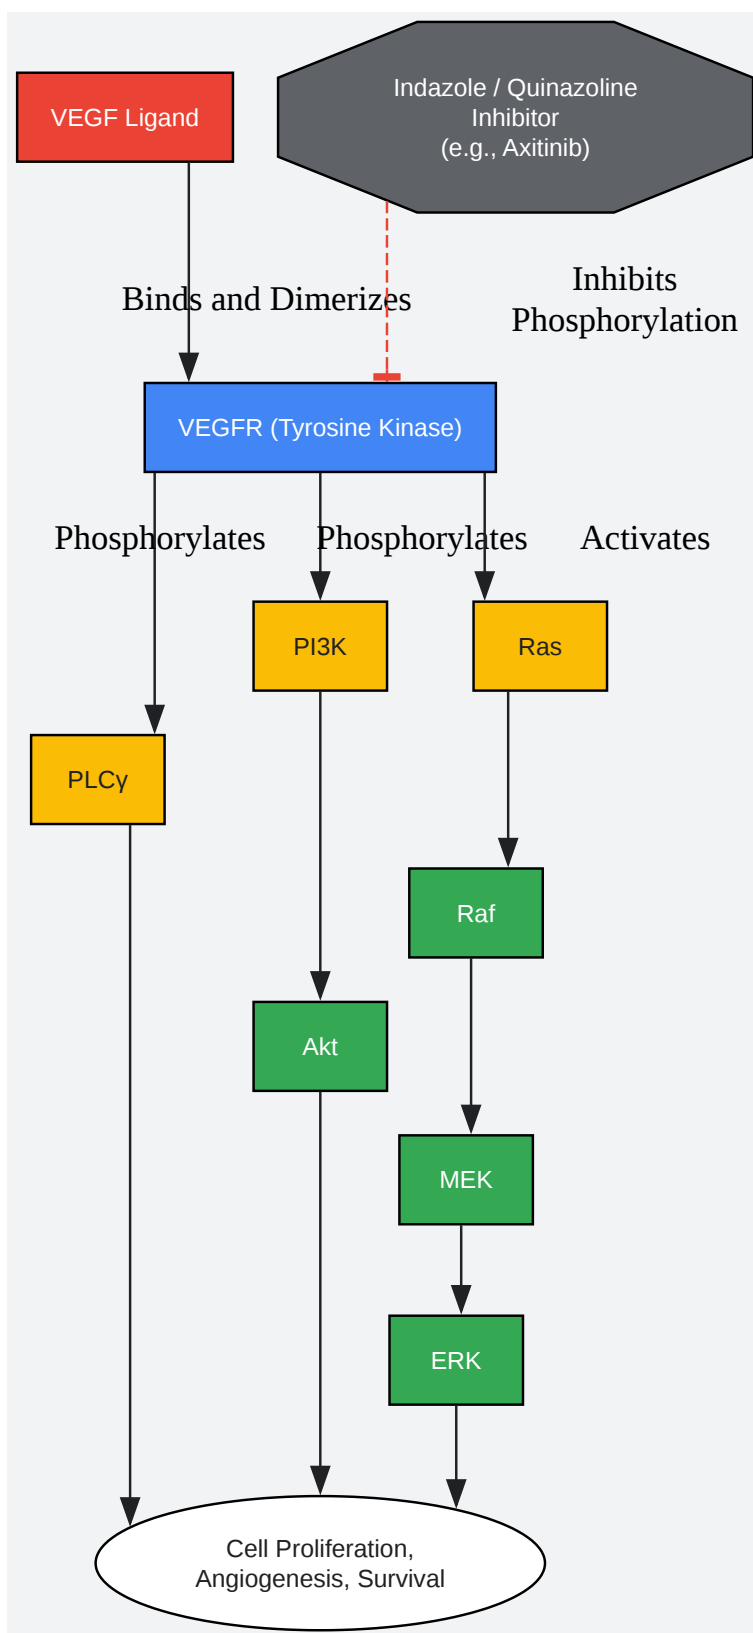 VEGF Ligand
Indazole / Quinazoline
Inhibitor
(e.g., Axitinib)
Binds and Dimerizes
Inhibits
Phosphorylation
VEGFR (Tyrosine Kinase)
Phosphorylates
Phosphorylates
Activates
PI3K
Ras
PLCγ
Raf
Akt
MEK
ERK
Cell Proliferation,
Angiogenesis, Survival